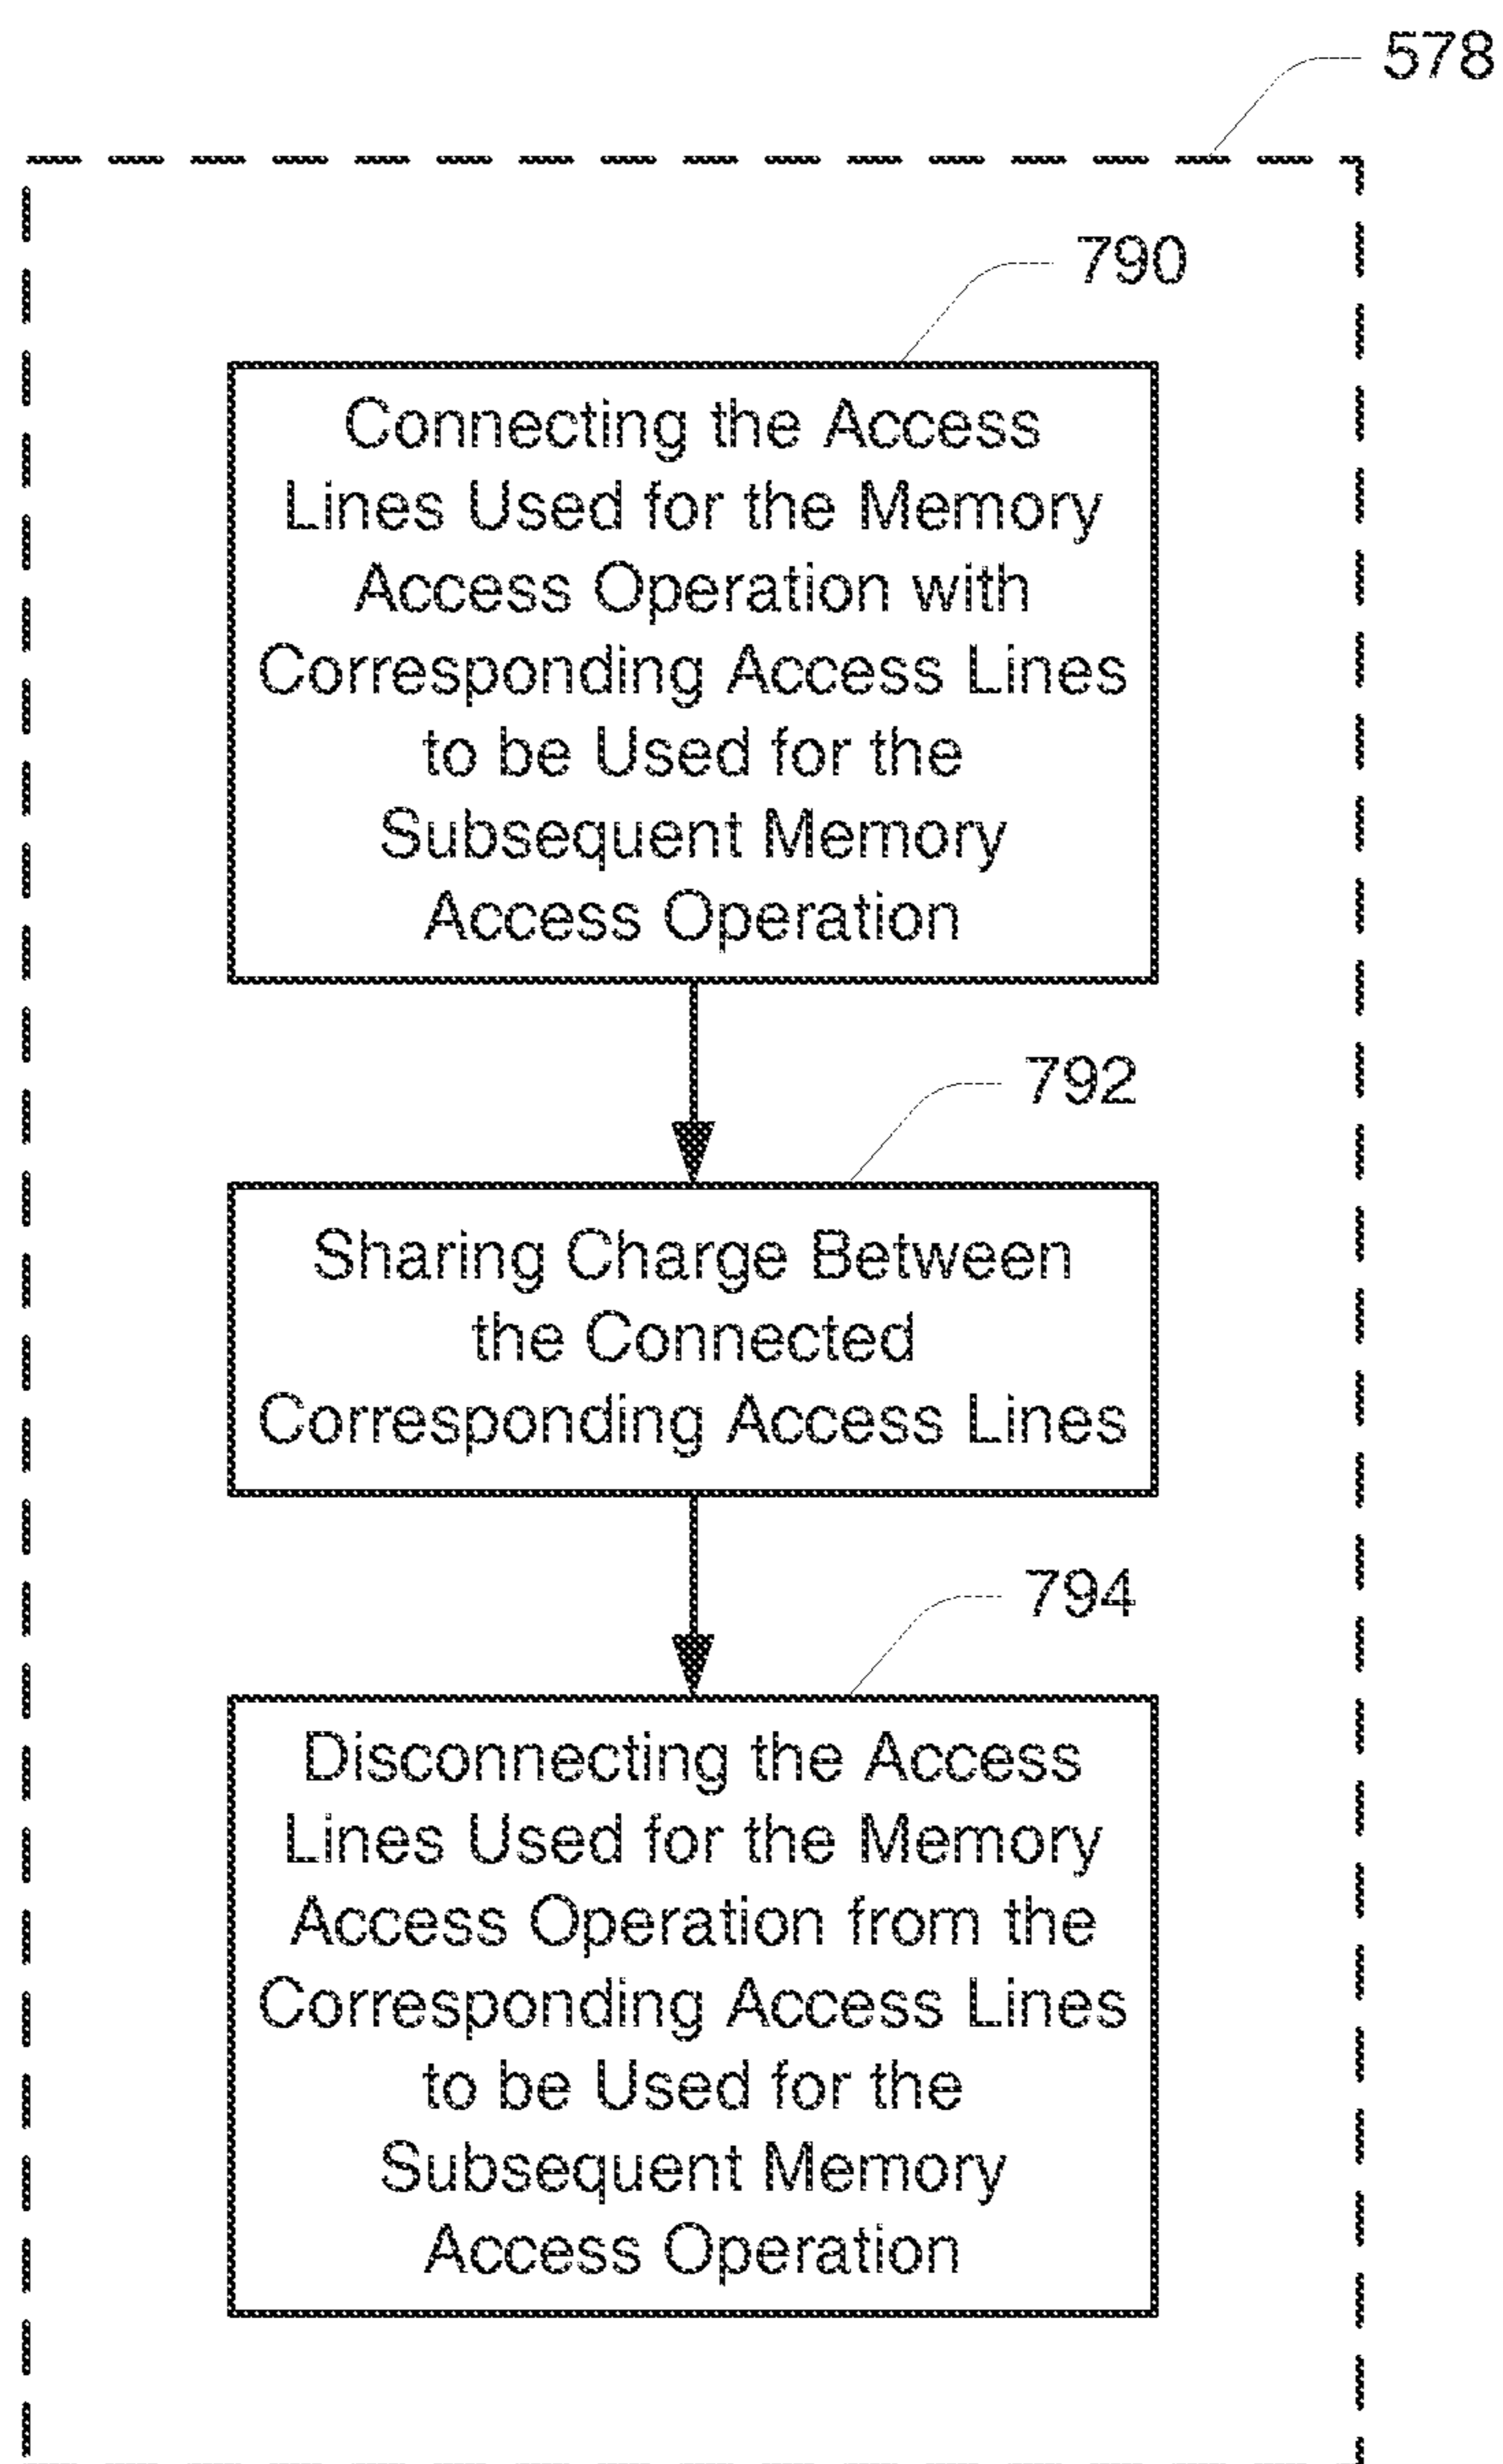 578
790
Connecting the Access
Lines Used for the Memory
Access Operation with
Corresponding Access Lines
to be Used for the
Subsequent Memory
Access Operation
792
Sharing Charge Between
the Connected
Corresponding Access Lines
794
Disconnecting the Access
Lines Used for the Memory
Access Operation from the
Corresponding Access Lines
to be Used for the
Subsequent Memory
Access Operation